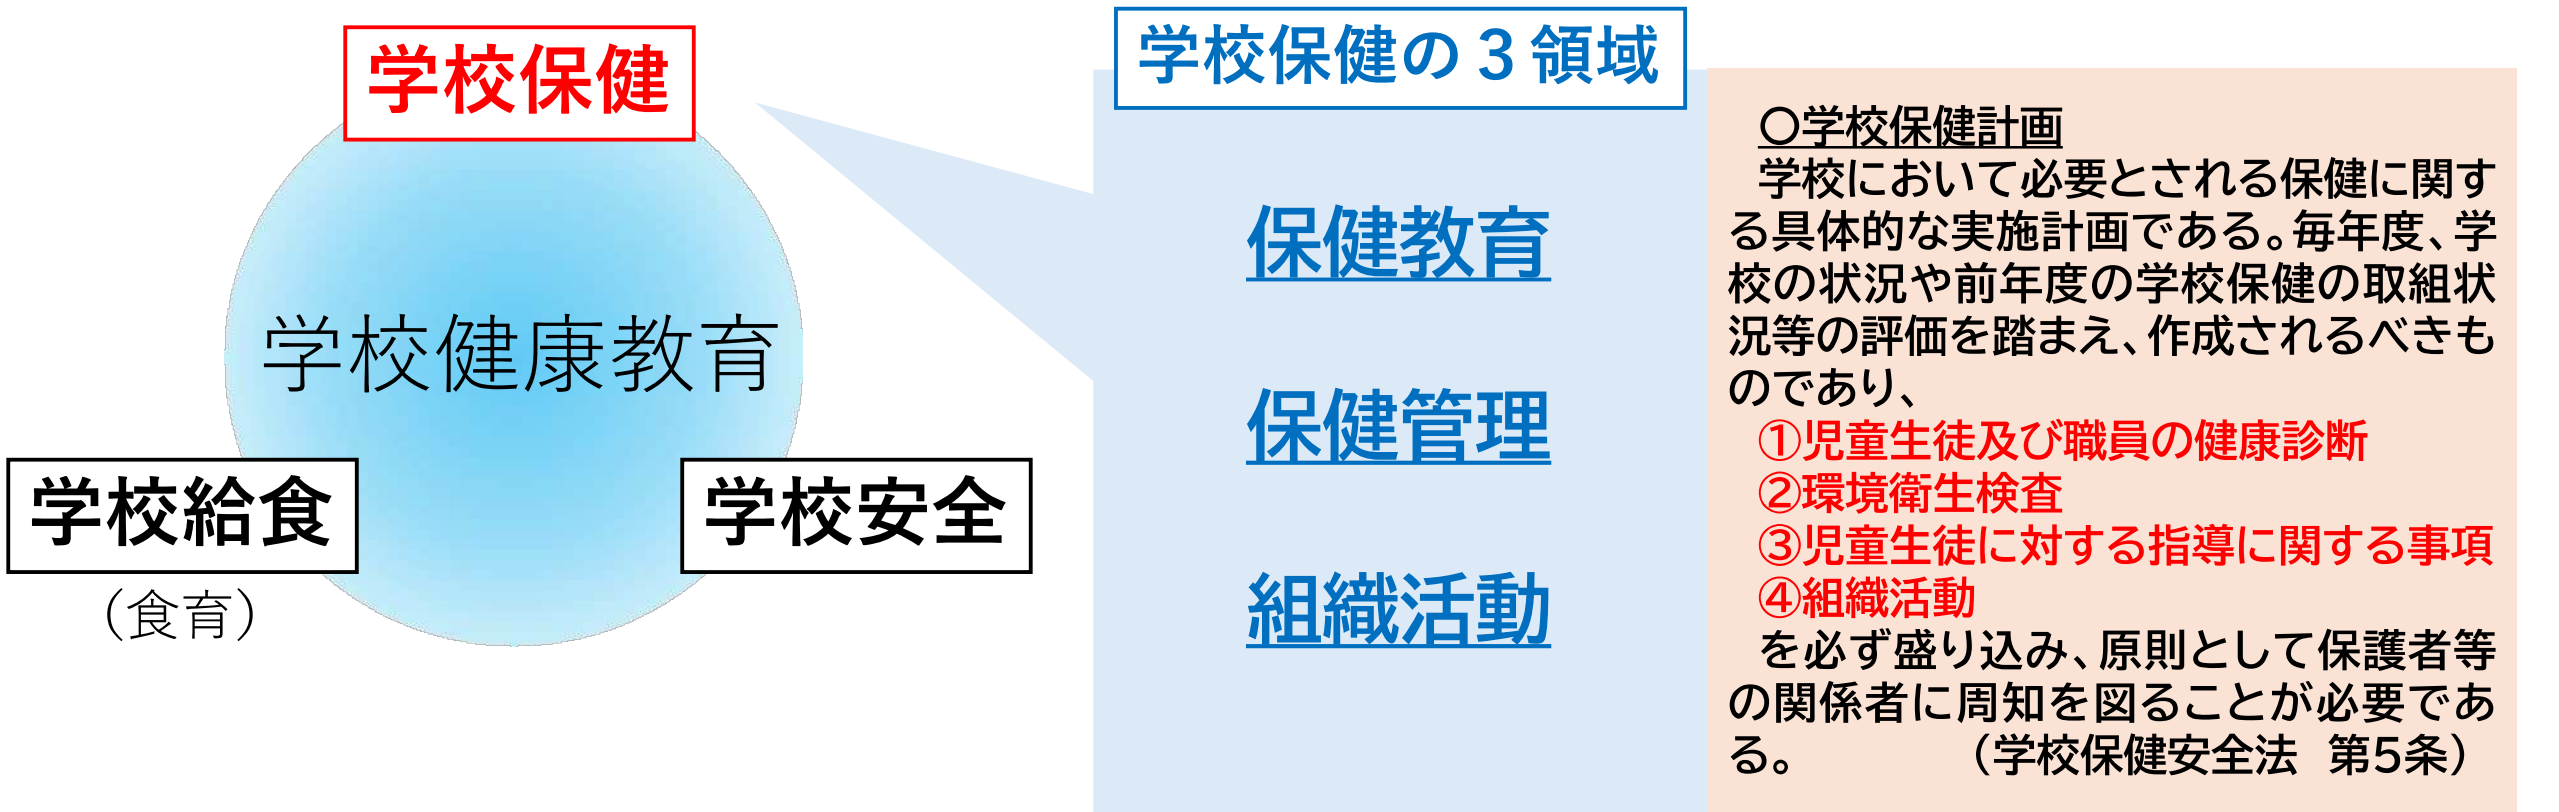 学校保健
学校健康教育
学校給食
（食育）
学校安全
学校保健の３領域
保健教育
保健管理
組織活動
〇学校保健計画
学校において必要とされる保健に関す
る具体的な実施計画である。毎年度、学
校の状況や前年度の学校保健の取組状
況等の評価を踏まえ、作成されるべきも
のであり、
①児童生徒及び職員の健康診断
②環境衛生検査
③児童生徒に対する指導に関する事項
④組織活動
を必ず盛り込み、原則として保護者等
の関係者に周知を図ることが必要であ
る。　　　　（学校保健安全法　第5条）